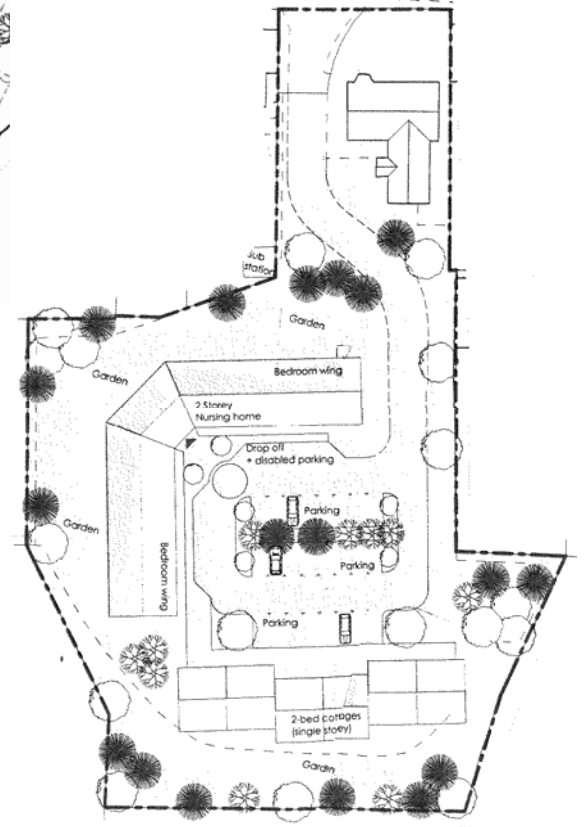 Sub
station
Garden
Garden
Bedroom wing
2 Storey
Nursing home
Drop off
+ disabled parking
Parking
Garden
Parking
Bedroom wing
Parking
2-bed cottages
(single storey)
Garden